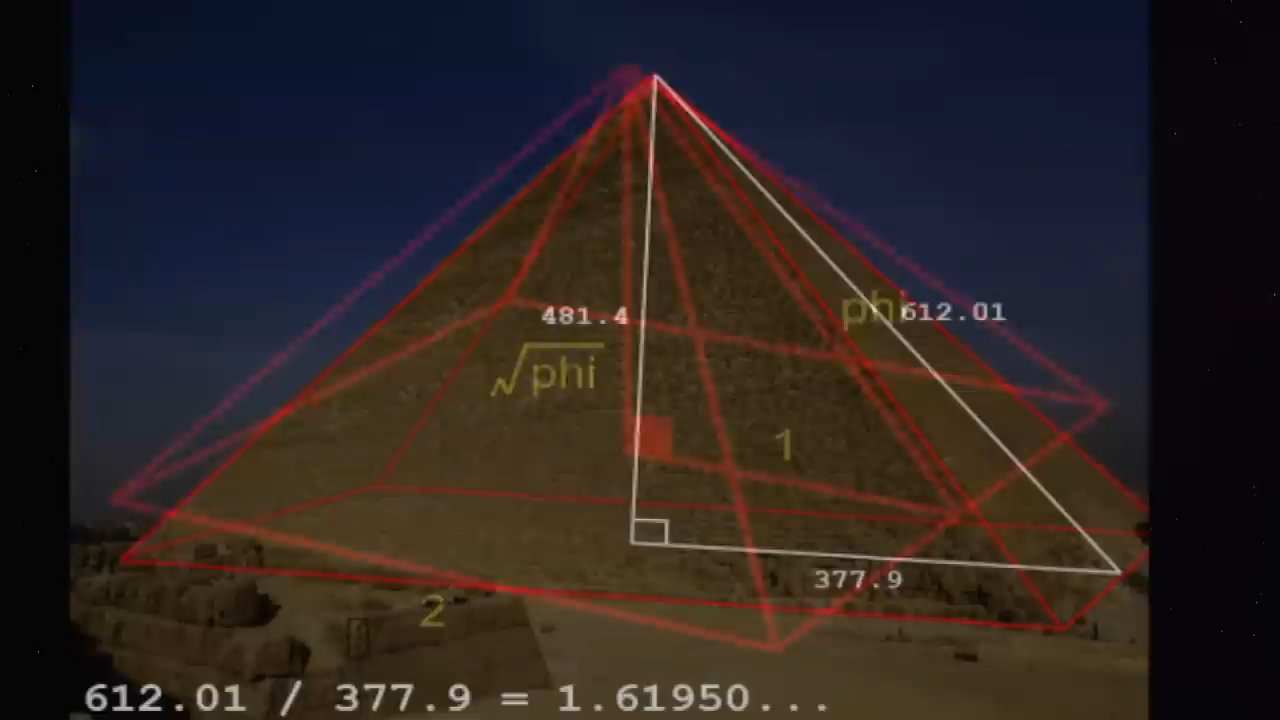 phi
612.01
481.4
√phi
1
377.9
2
612.01 / 377.9 = 1.61950...